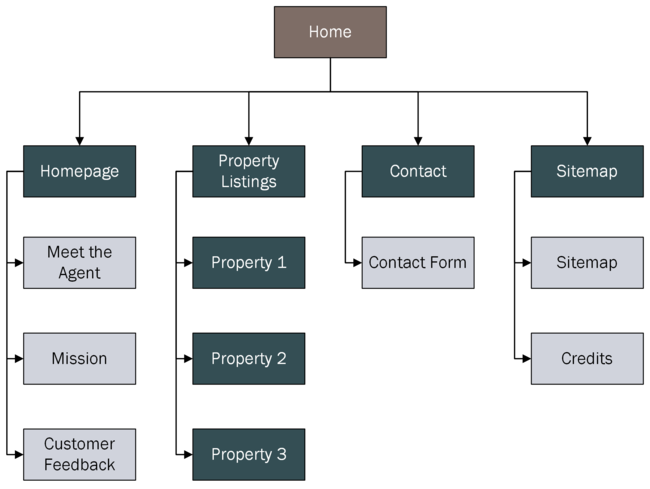 Home
Homepage
Property
Listings
Contact
Sitemap
Meet the
Agent
Property 1
Contact Form
Sitemap
Mission
Property 2
Credits
Customer
Feedback
Property 3